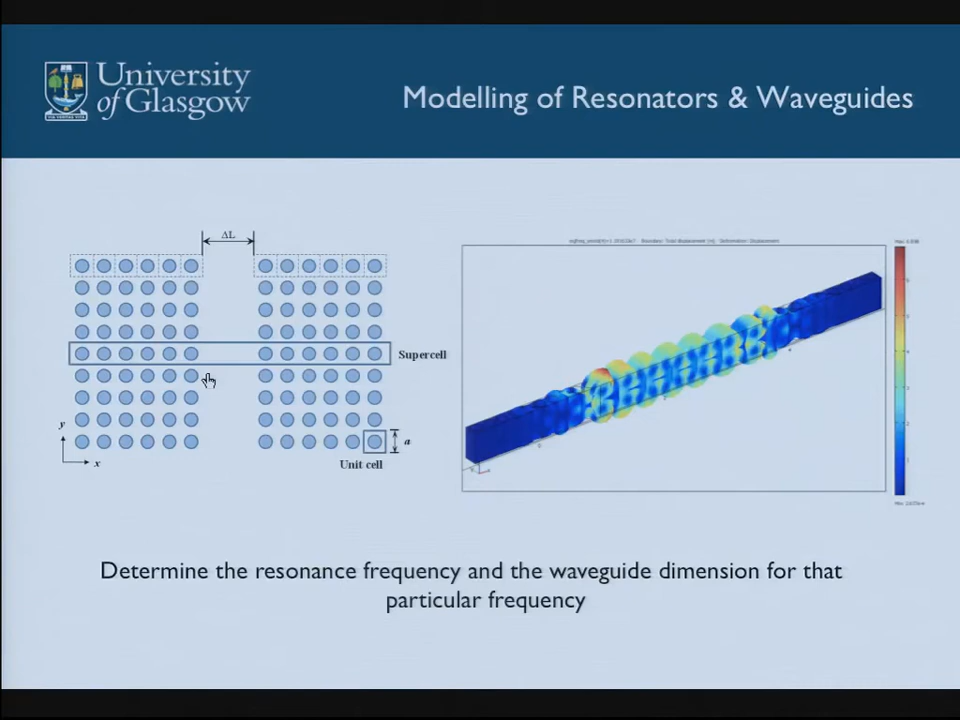 University
of Glasgow
Modelling of Resonators & Waveguides
ΔL
Supercell
y
x
a
Unit cell
Determine the resonance frequency and the waveguide dimension for that
particular frequency